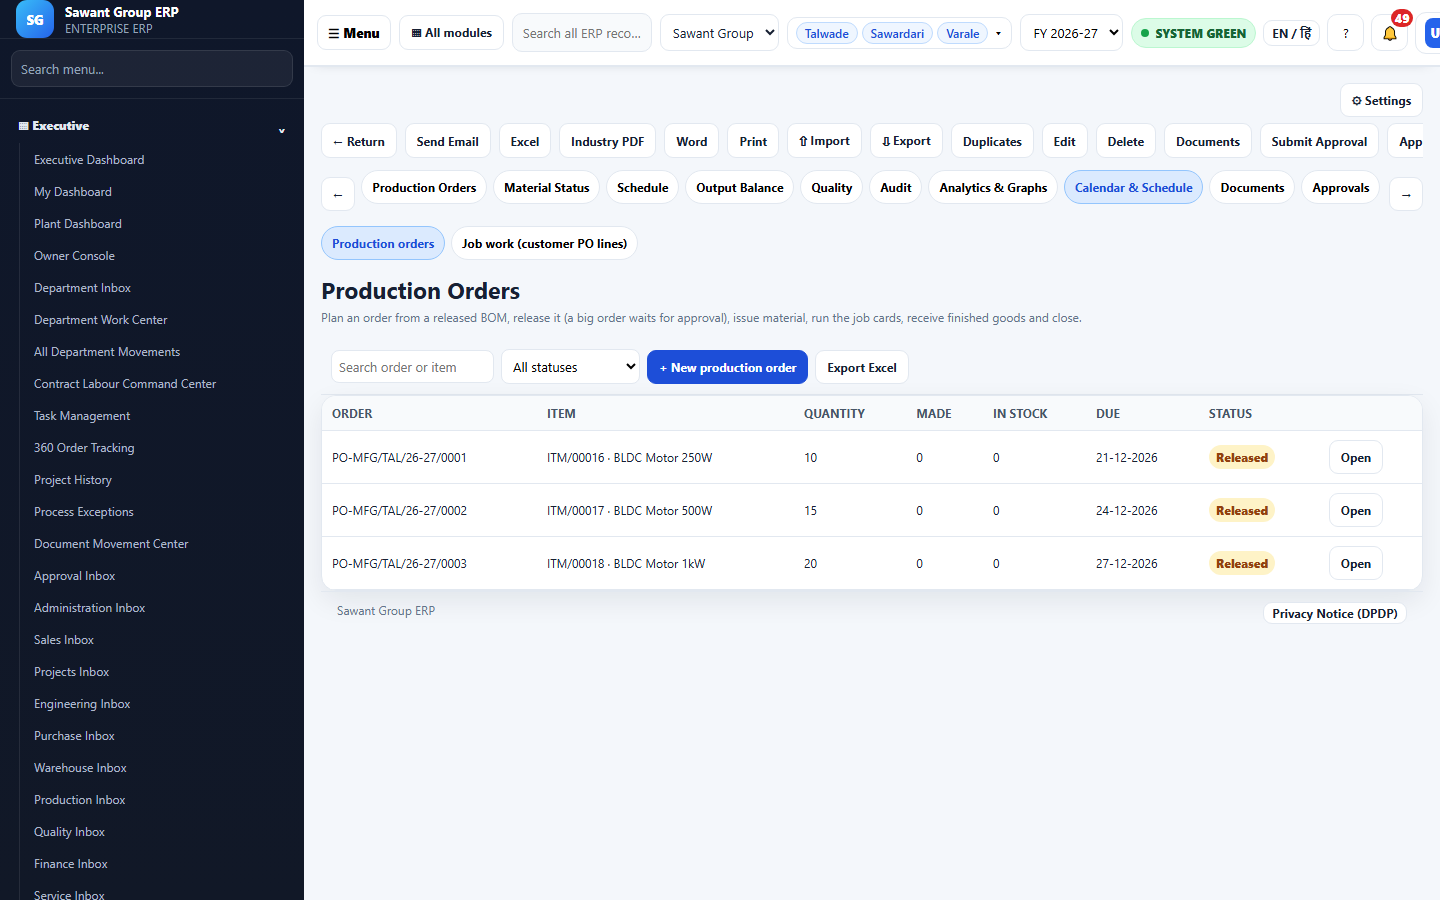 SG
Sawant Group ERP
ENTERPRISE ERP
Search menu...
Executive
Executive Dashboard
My Dashboard
Plant Dashboard
Owner Console
Department Inbox
Department Work Center
All Department Movements
Contract Labour Command Center
Task Management
360 Order Tracking
Project History
Process Exceptions
Document Movement Center
Approval Inbox
Administration Inbox
Sales Inbox
Projects Inbox
Engineering Inbox
Purchase Inbox
Warehouse Inbox
Production Inbox
Quality Inbox
Finance Inbox
Service Inbox
☰ Menu
All modules
Search all ERP reco...
Sawant Group
Talwade Sawardari Varale
FY 2026-27
SYSTEM GREEN
EN / हिं
?
49
U
⚙ Settings
← Return
Send Email
Excel
Industry PDF
Word
Print
⇧ Import
⇩ Export
Duplicates
Edit
Delete
Documents
Submit Approval
App
←
Production Orders
Material Status
Schedule
Output Balance
Quality
Audit
Analytics & Graphs
Calendar & Schedule
Documents
Approvals
→
Production orders
Job work (customer PO lines)
Production Orders
Plan an order from a released BOM, release it (a big order waits for approval), issue material, run the job cards, receive finished goods and close.
Search order or item
All statuses
+ New production order
Export Excel
ORDER ITEM QUANTITY MADE IN STOCK DUE STATUS
PO-MFG/TAL/26-27/0001 ITM/00016 · BLDC Motor 250W 10 0 0 21-12-2026 Released Open
PO-MFG/TAL/26-27/0002 ITM/00017 · BLDC Motor 500W 15 0 0 24-12-2026 Released Open
PO-MFG/TAL/26-27/0003 ITM/00018 · BLDC Motor 1kW 20 0 0 27-12-2026 Released Open
Sawant Group ERP
Privacy Notice (DPDP)